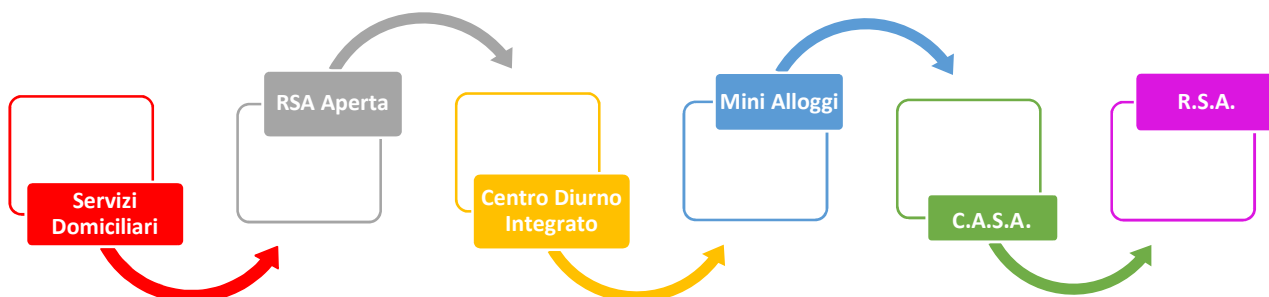 Servizi
Domiciliari
RSA Aperta
Centro Diurno
Integrato
Mini Alloggi
C.A.S.A.
R.S.A.